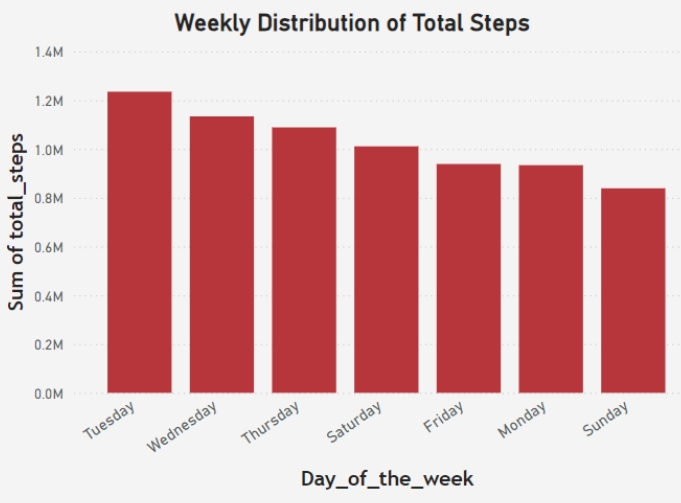 Weekly Distribution of Total Steps
Sum of total_steps
1.4M
1.2M
1.0M
0.8M
0.6M
0.4M
0.2M
0.0M
Tuesday
Wednesday
Thursday
Saturday
Friday
Monday
Sunday
Day_of_the_week